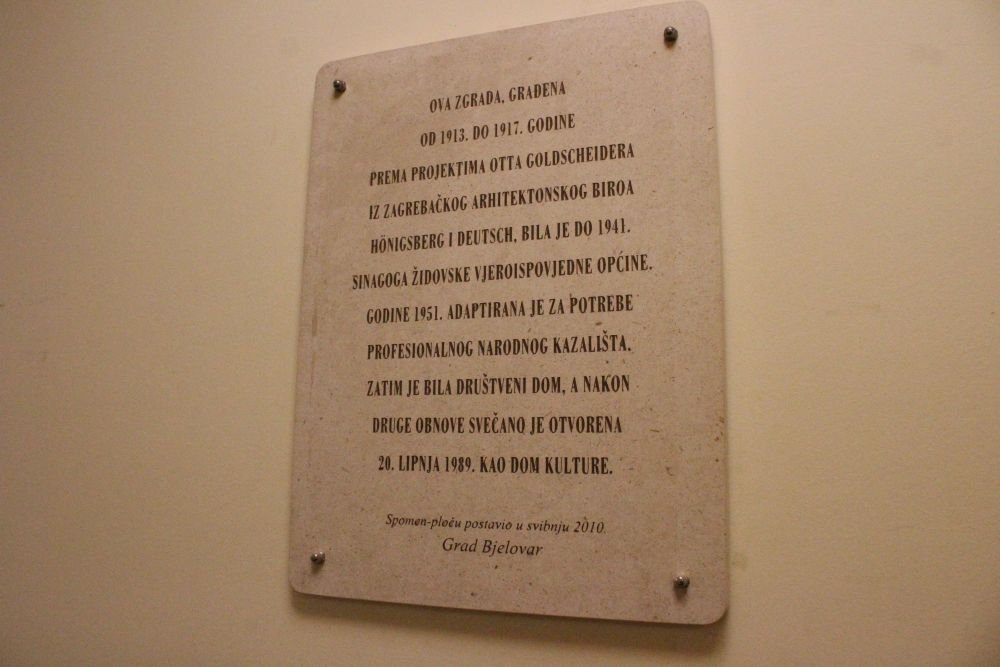 OVA ZGRADA, GRAĐENA
OD 1913. DO 1917. GODINE
PREMA PROJEKTIMA OTTA GOLDSCHEIDERA
IZ ZAGREBAČKOG ARHITEKTONSKOG BIROA
HÖNIGSBERG I DEUTSCH, BILA JE DO 1941.
SINAGOGA ŽIDOVSKE VJEROISPOVJEDNE OPĆINE.
GODINE 1951. ADAPTIRANA JE ZA POTREBE
PROFESIONALNOG NARODNOG KAZALIŠTA.
ZATIM JE BILA DRUŠTVENI DOM, A NAKON
DRUGE OBNOVE SVEČANO JE OTVORENA
20. LIPNJA 1989. KAO DOM KULTURE.
Spomen-ploču postavio u svibnju 2010.
Grad Bjelovar